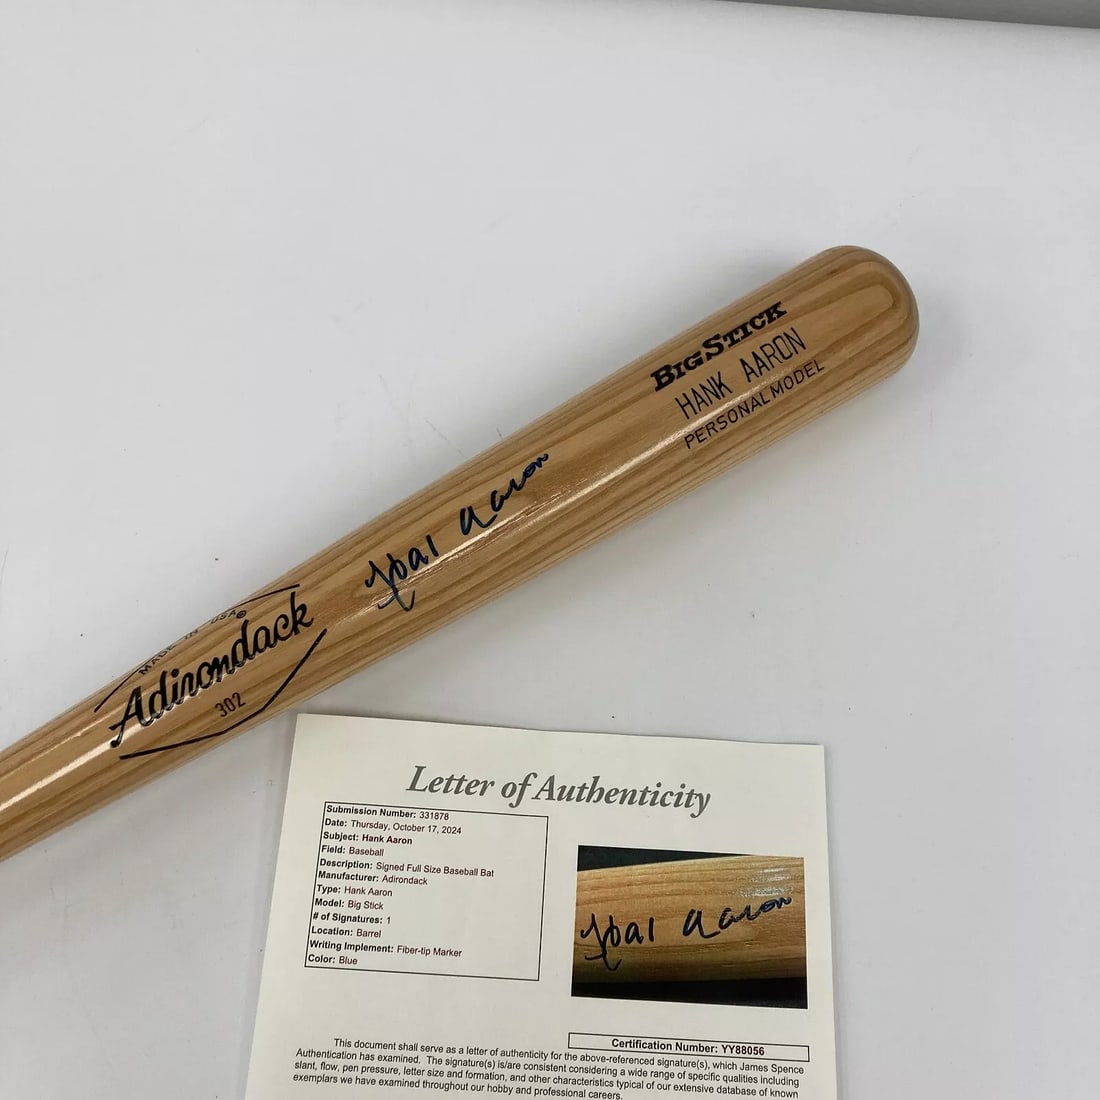 BIG STICK
HANK AARON
PERSONAL MODEL
Hal Aaron
MADE IN USA®
Adirondack
302
Letter of Authenticity
Submission Number: 331878
Date: Thursday, October 17, 2024
Subject: Hank Aaron
Field: Baseball
Description: Signed Full Size Baseball Bat
Manufacturer: Adirondack
Type: Hank Aaron
Model: Big Stick
# of Signatures: 1
Location: Barrel
Writing Implement: Fiber-tip Marker
Color: Blue
Hal Aaron
Certification Number: YY88056
This document shall serve as a letter of authenticity for the above-referenced signature(s), which James Spence
Authentication has examined. The signature(s) is/are consistent considering a wide range of specific qualities including
slant, flow, pen pressure, letter size and formation, and other characteristics typical of our extensive database of known
exemplars we have examined throughout our hobby and professional careers.